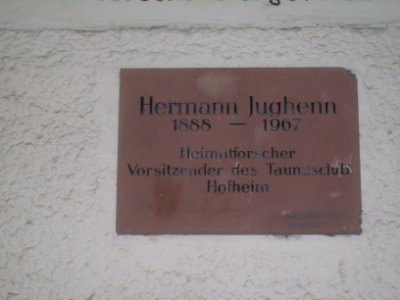 Hermann Jughenn
1888 — 1967
Heimatforscher
Vorsitzender des Taunusclub
Hofheim